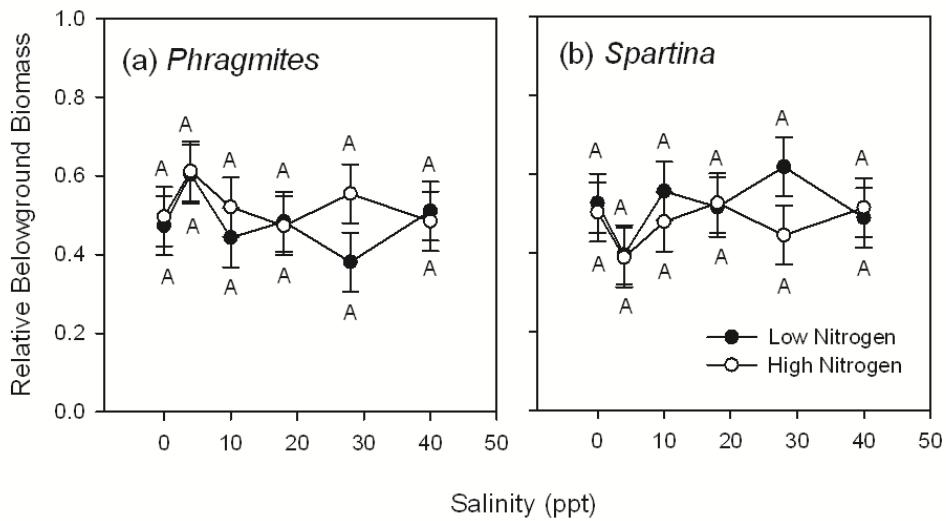 (a) Phragmites
(b) Spartina
Relative Belowground Biomass
1.0
0.8
0.6
0.4
0.2
0.0
A A A A A A
A A A A A A
A A A A A A
A A A A A A
Low Nitrogen
High Nitrogen
0 10 20 30 40 50
0 10 20 30 40 50
Salinity (ppt)